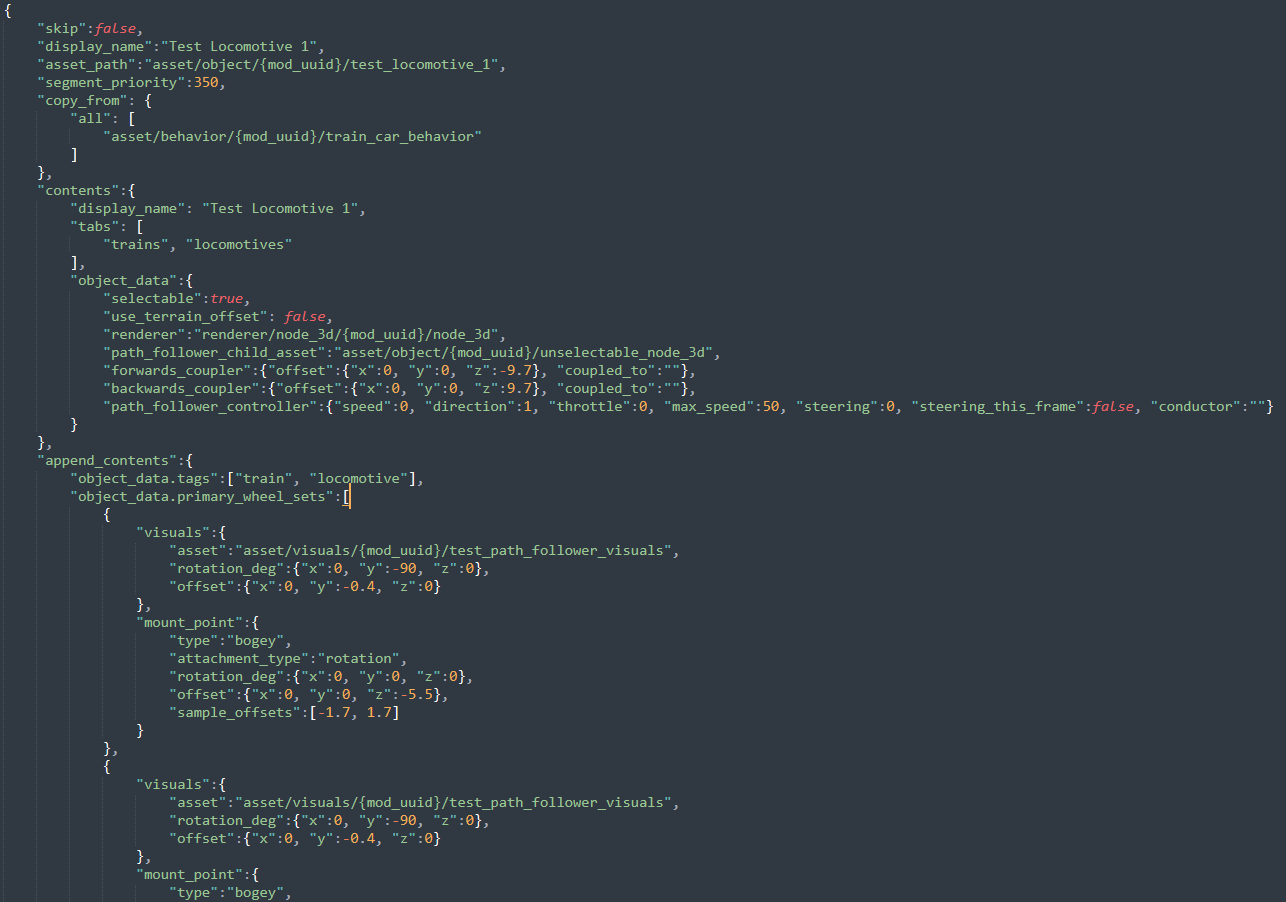 {
"skip":false,
"display_name":"Test Locomotive 1",
"asset_path":"asset/object/{mod_uuid}/test_locomotive_1",
"segment_priority":350,
"copy_from": {
"all": [
"asset/behavior/{mod_uuid}/train_car_behavior"
]
},
"contents":{
"display_name": "Test Locomotive 1",
"tabs": [
"trains", "locomotives"
],
"object_data":{
"selectable":true,
"use_terrain_offset": false,
"renderer":"renderer/node_3d/{mod_uuid}/node_3d",
"path_follower_child_asset":"asset/object/{mod_uuid}/unselectable_node_3d",
"forwards_coupler":{"offset":{"x":0, "y":0, "z":-9.7}, "coupled_to":""},
"backwards_coupler":{"offset":{"x":0, "y":0, "z":9.7}, "coupled_to":""},
"path_follower_controller":{"speed":0, "direction":1, "throttle":0, "max_speed":50, "steering":0, "steering_this_frame":false, "conductor":""}
}
},
"append_contents":{
"object_data.tags":["train", "locomotive"],
"object_data.primary_wheel_sets":[
{
"visuals":{
"asset":"asset/visuals/{mod_uuid}/test_path_follower_visuals",
"rotation_deg":{"x":0, "y":-90, "z":0},
"offset":{"x":0, "y":-0.4, "z":0}
},
"mount_point":{
"type":"bogey",
"attachment_type":"rotation",
"rotation_deg":{"x":0, "y":0, "z":0},
"offset":{"x":0, "y":0, "z":-5.5},
"sample_offsets":[-1.7, 1.7]
}
},
{
"visuals":{
"asset":"asset/visuals/{mod_uuid}/test_path_follower_visuals",
"rotation_deg":{"x":0, "y":-90, "z":0},
"offset":{"x":0, "y":-0.4, "z":0}
},
"mount_point":{
"type":"bogey",